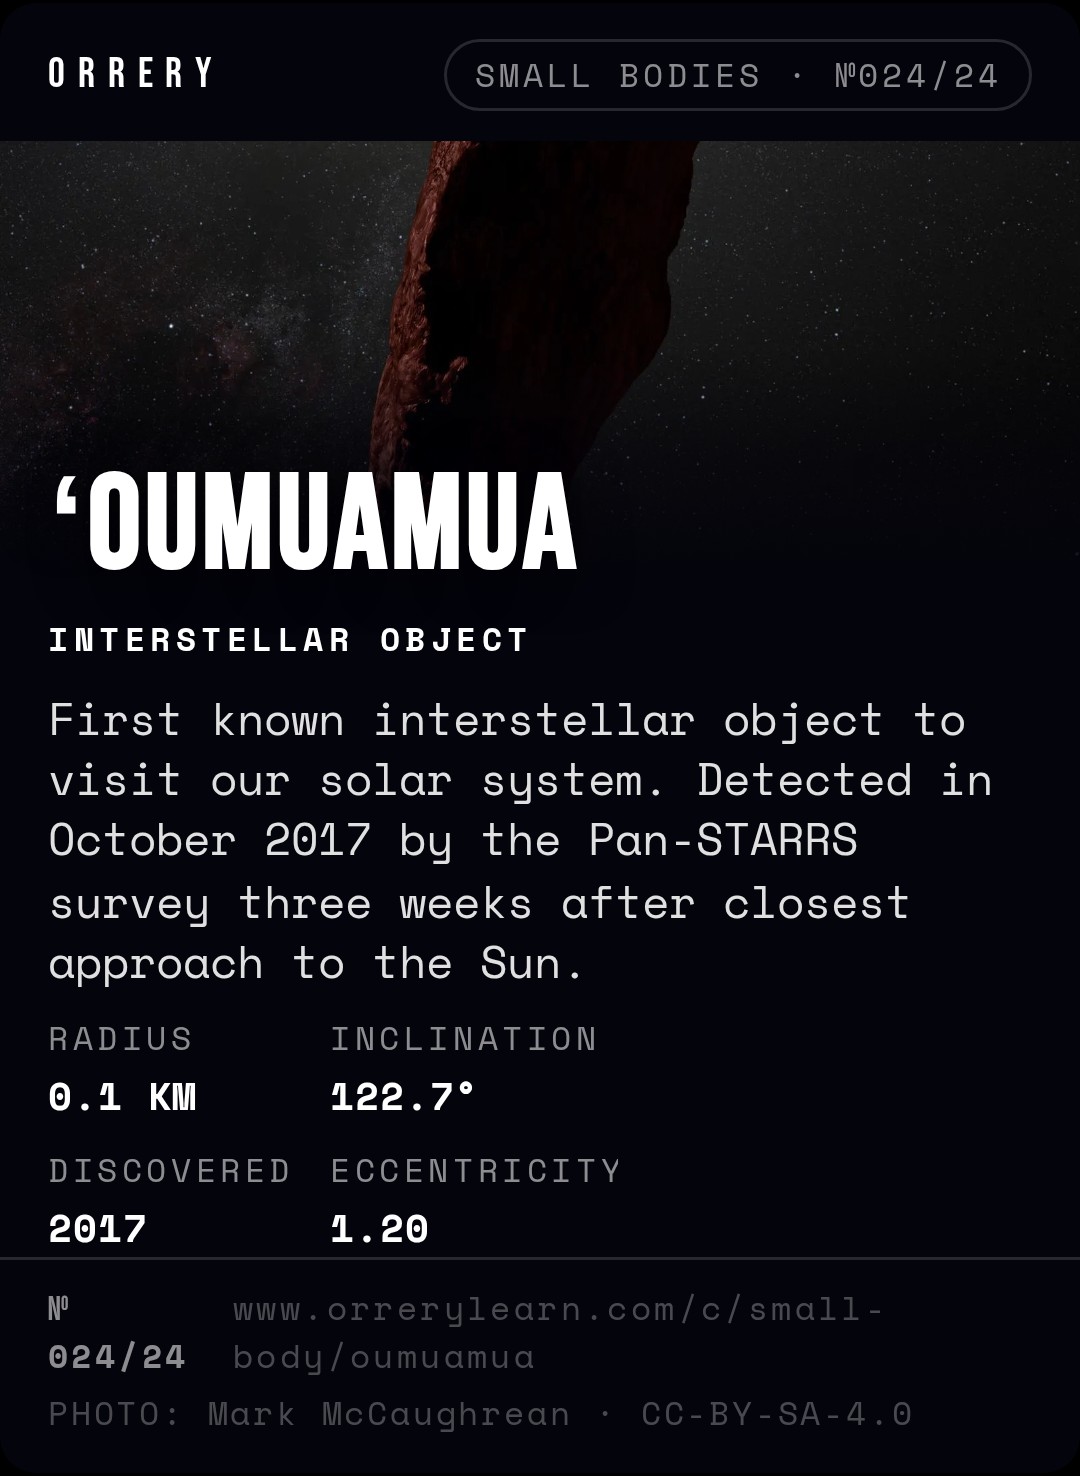 ORRERY
SMALL BODIES · №024/24
‘OUMUAMUA
INTERSTELLAR OBJECT
First known interstellar object to
visit our solar system. Detected in
October 2017 by the Pan-STARRS
survey three weeks after closest
approach to the Sun.
RADIUS INCLINATION
0.1 KM 122.7°
DISCOVERED ECCENTRICITY
2017 1.20
№
024/24
www.orrerylearn.com/c/small-
body/oumuamua
PHOTO: Mark McCaughrean · CC-BY-SA-4.0